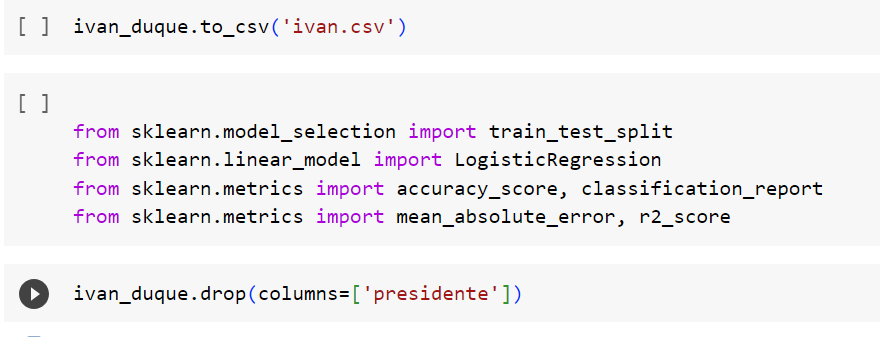 [ ] ivan_duque.to_csv('ivan.csv')
[ ]
from sklearn.model_selection import train_test_split
from sklearn.linear_model import LogisticRegression
from sklearn.metrics import accuracy_score, classification_report
from sklearn.metrics import mean_absolute_error, r2_score
ivan_duque.drop(columns=['presidente'])